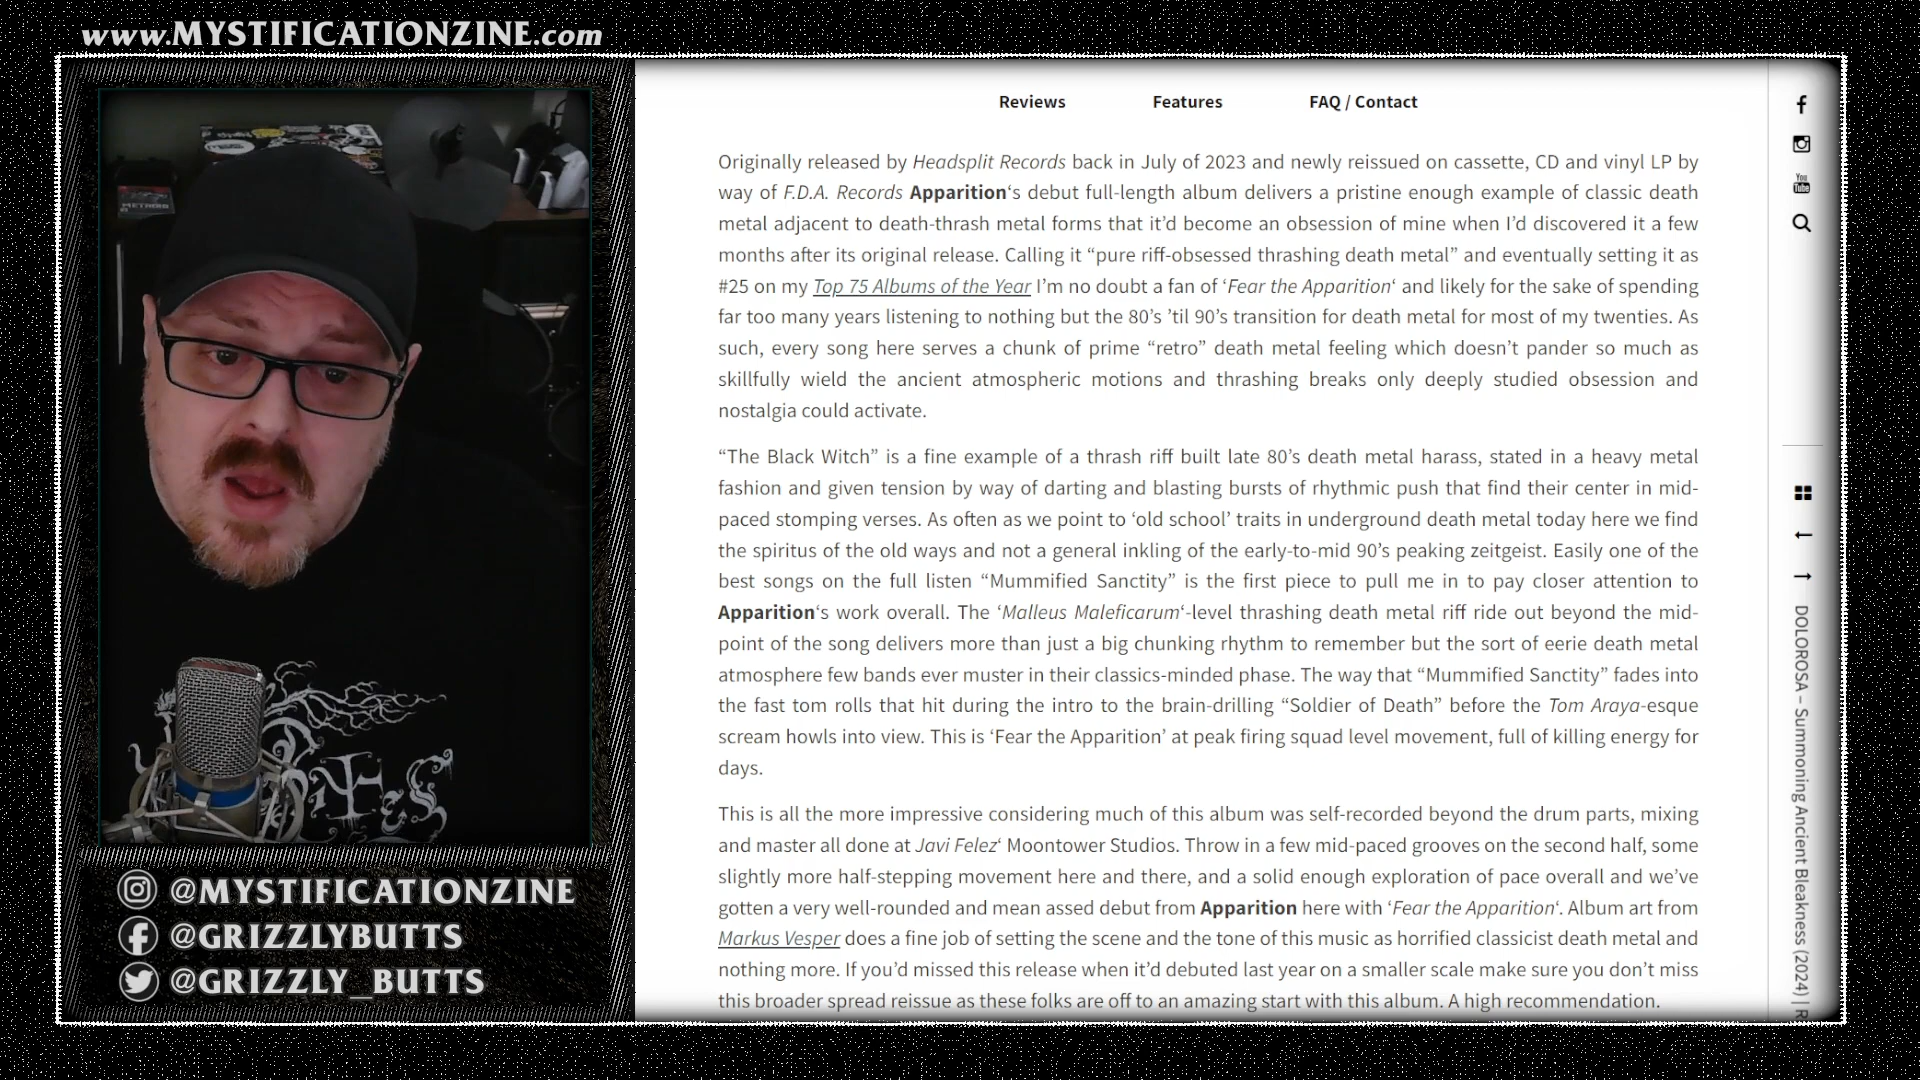 www.MYSTIFICATIONZINE.com
Reviews Features FAQ / Contact
Originally released by Headsplit Records back in July of 2023 and newly reissued on cassette, CD and vinyl LP by
way of F.D.A. Records Apparition‘s debut full-length album delivers a pristine enough example of classic death
metal adjacent to death-thrash metal forms that it’d become an obsession of mine when I’d discovered it a few
months after its original release. Calling it “pure riff-obsessed thrashing death metal” and eventually setting it as
#25 on my Top 75 Albums of the Year I’m no doubt a fan of ‘Fear the Apparition‘ and likely for the sake of spending
far too many years listening to nothing but the 80’s ’til 90’s transition for death metal for most of my twenties. As
such, every song here serves a chunk of prime “retro” death metal feeling which doesn’t pander so much as
skillfully wield the ancient atmospheric motions and thrashing breaks only deeply studied obsession and
nostalgia could activate.
“The Black Witch” is a fine example of a thrash riff built late 80’s death metal harass, stated in a heavy metal
fashion and given tension by way of darting and blasting bursts of rhythmic push that find their center in mid-
paced stomping verses. As often as we point to ‘old school’ traits in underground death metal today here we find
the spiritus of the old ways and not a general inkling of the early-to-mid 90’s peaking zeitgeist. Easily one of the
best songs on the full listen “Mummified Sanctity” is the first piece to pull me in to pay closer attention to
Apparition‘s work overall. The ‘Malleus Maleficarum‘-level thrashing death metal riff ride out beyond the mid-
point of the song delivers more than just a big chunking rhythm to remember but the sort of eerie death metal
atmosphere few bands ever muster in their classics-minded phase. The way that “Mummified Sanctity” fades into
the fast tom rolls that hit during the intro to the brain-drilling “Soldier of Death” before the Tom Araya-esque
scream howls into view. This is ‘Fear the Apparition’ at peak firing squad level movement, full of killing energy for
days.
This is all the more impressive considering much of this album was self-recorded beyond the drum parts, mixing
and master all done at Javi Felez‘ Moontower Studios. Throw in a few mid-paced grooves on the second half, some
slightly more half-stepping movement here and there, and a solid enough exploration of pace overall and we’ve
gotten a very well-rounded and mean assed debut from Apparition here with ‘Fear the Apparition‘. Album art from
Markus Vesper does a fine job of setting the scene and the tone of this music as horrified classicist death metal and
nothing more. If you’d missed this release when it’d debuted last year on a smaller scale make sure you don’t miss
this broader spread reissue as these folks are off to an amazing start with this album. A high recommendation.
You
Tube
DOLOROSA – Summoning Ancient Bleakness (2024) | R
@MYSTIFICATIONZINE
@GRIZZLYBUTTS
@GRIZZLY_BUTTS